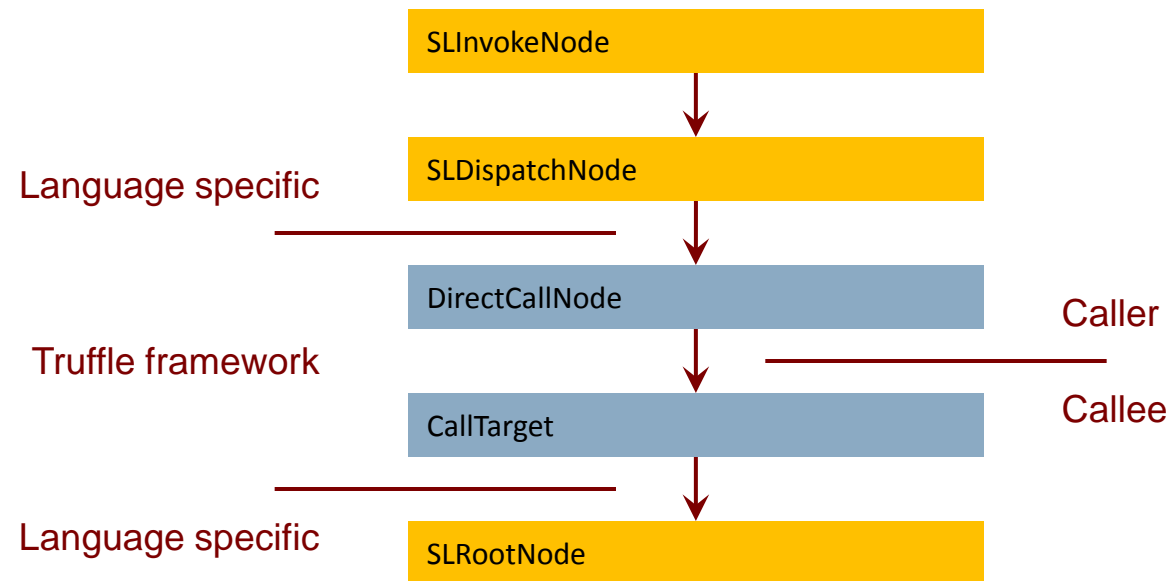 SLInvokeNode
SLDispatchNode
Language specific
DirectCallNode
Caller
Truffle framework
Callee
CallTarget
Language specific
SLRootNode